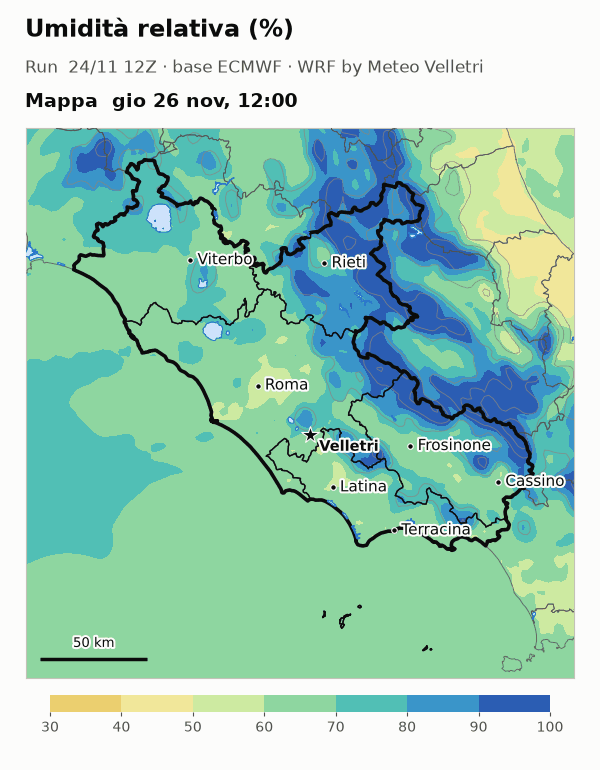 Umidità relativa (%)
Run 24/11 12Z · base ECMWF · WRF by Meteo Velletri
Mappa gio 26 nov, 12:00
Viterbo
Rieti
Roma
Velletri
Frosinone
Latina
Cassino
Terracina
50 km
30 40 50 60 70 80 90 100